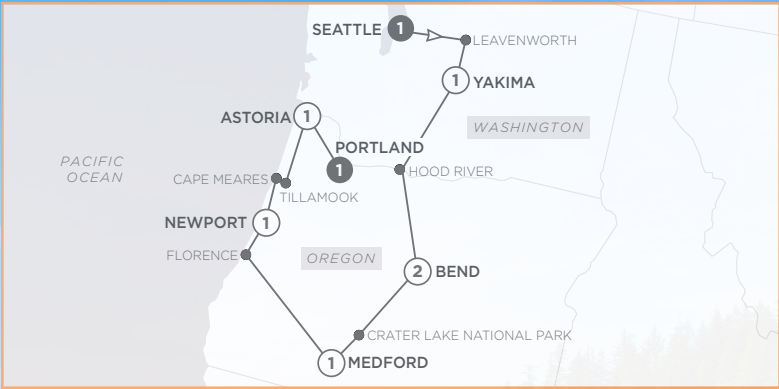 SEATTLE 1
LEAVENWORTH
1 YAKIMA
ASTORIA 1
WASHINGTON
PORTLAND
1
PACIFIC
OCEAN
HOOD RIVER
CAPE MEARES
TILLAMOOK
NEWPORT 1
FLORENCE
OREGON
2 BEND
CRATER LAKE NATIONAL PARK
1 MEDFORD